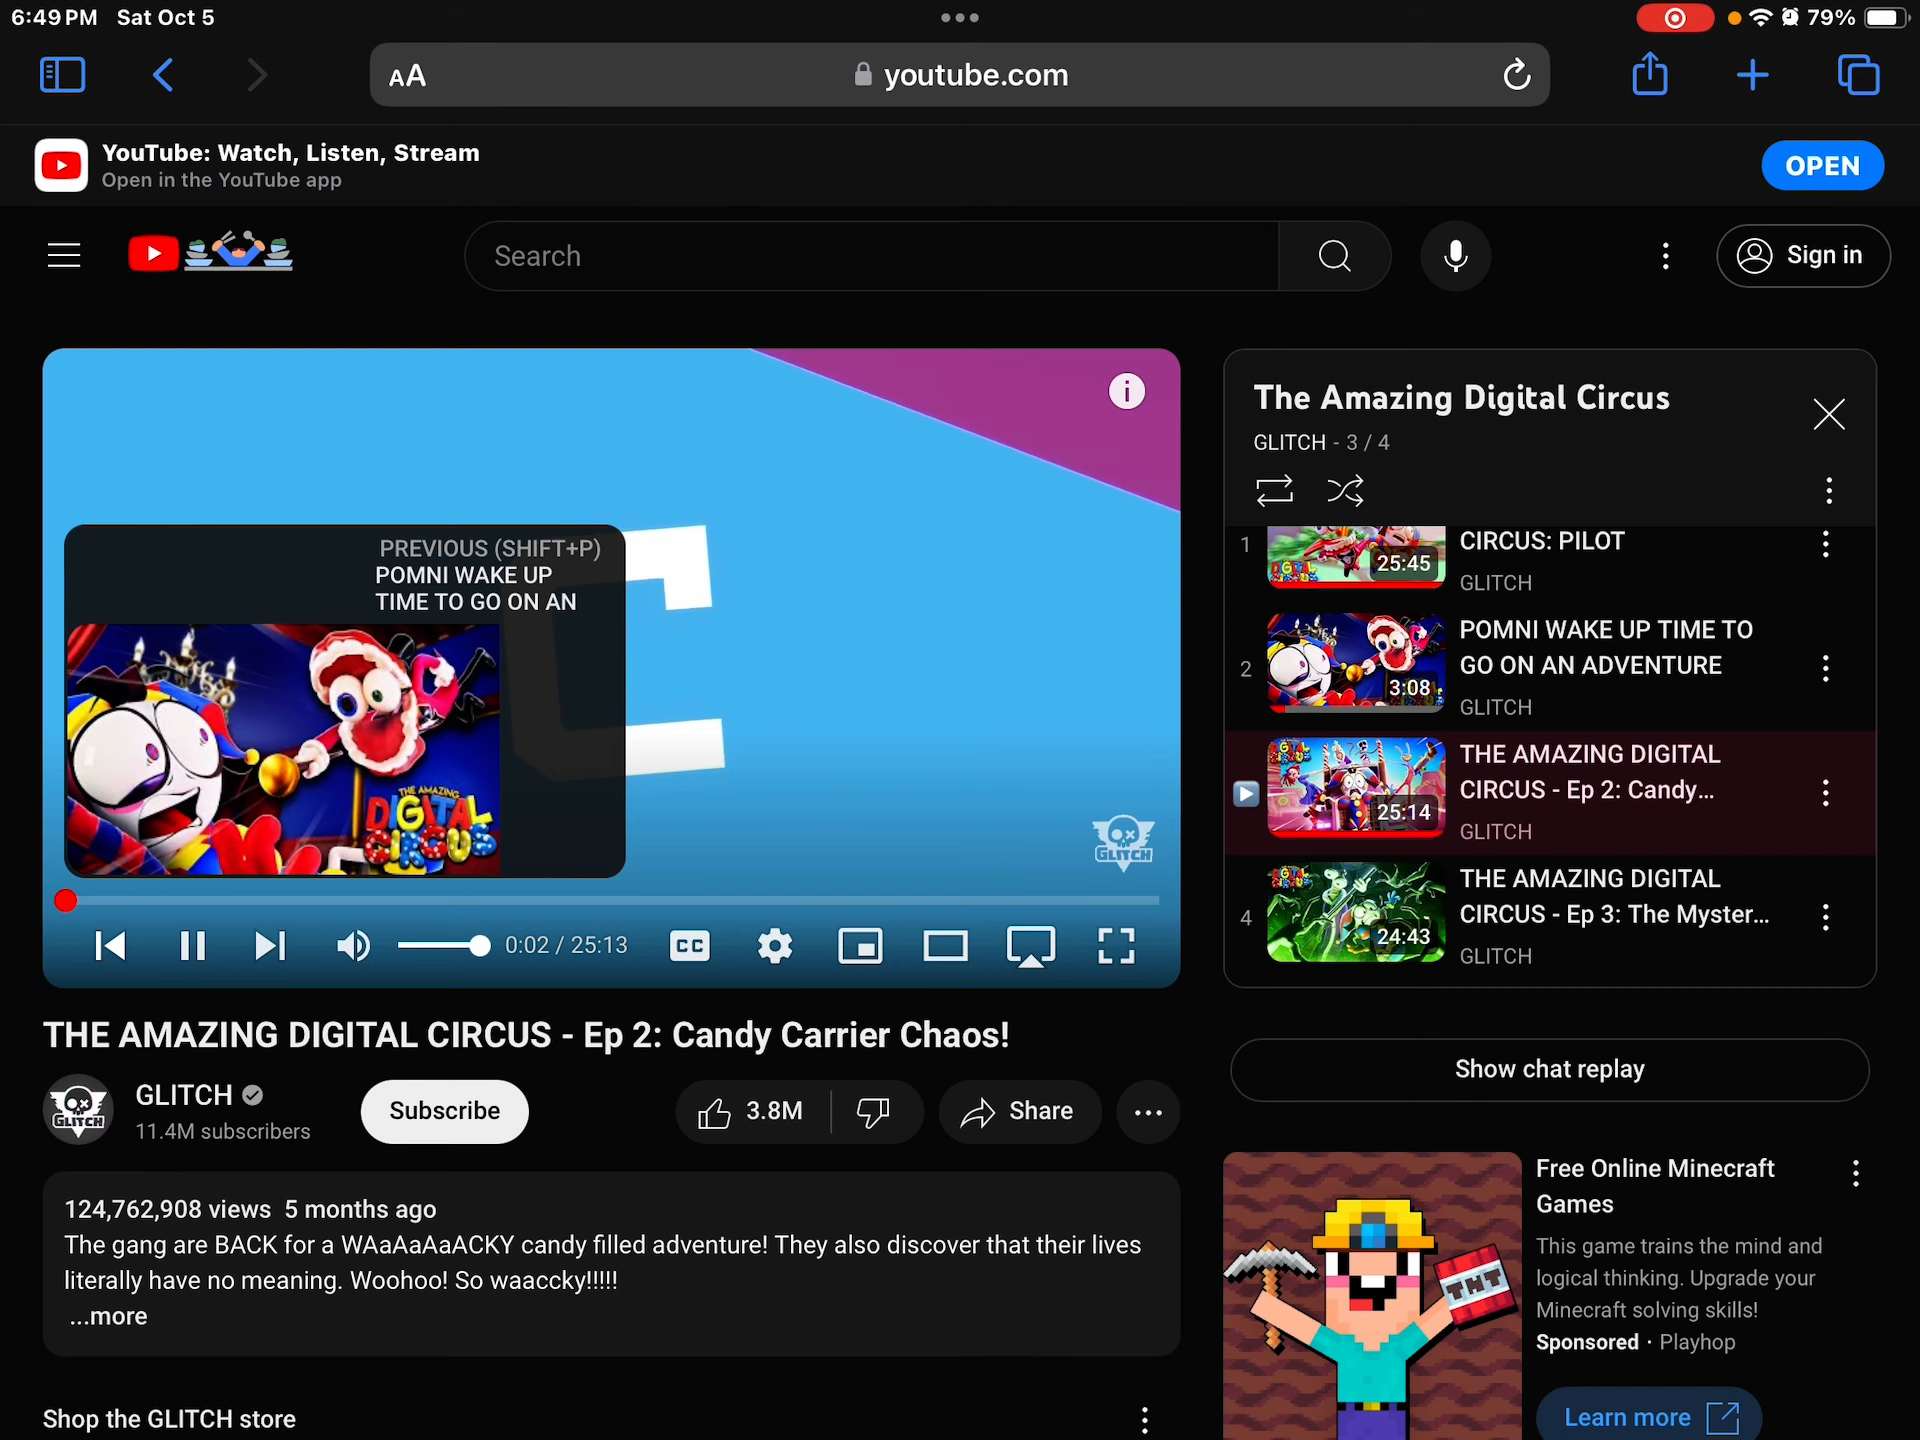 6:49 PM Sat Oct 5
79%
AA
youtube.com
YouTube: Watch, Listen, Stream
Open in the YouTube app
OPEN
Search
Sign in
PREVIOUS (SHIFT+P)
POMNI WAKE UP
TIME TO GO ON AN
THE AMAZING
DIGITAL
CIRCUS
GLITCH
0:02 / 25:13
CC
The Amazing Digital Circus
GLITCH - 3 / 4
1
25:45
CIRCUS: PILOT
GLITCH
2
3:08
POMNI WAKE UP TIME TO
GO ON AN ADVENTURE
GLITCH
25:14
THE AMAZING DIGITAL
CIRCUS - Ep 2: Candy...
GLITCH
4
24:43
THE AMAZING DIGITAL
CIRCUS - Ep 3: The Myster...
GLITCH
THE AMAZING DIGITAL CIRCUS - Ep 2: Candy Carrier Chaos!
GLITCH
GLITCH
11.4M subscribers
Subscribe
3.8M
Share
124,762,908 views 5 months ago
The gang are BACK for a WAaAaAaACKY candy filled adventure! They also discover that their lives
literally have no meaning. Woohoo! So waaccky!!!!!
...more
Shop the GLITCH store
Show chat replay
TNT
Free Online Minecraft
Games
This game trains the mind and
logical thinking. Upgrade your
Minecraft solving skills!
Sponsored · Playhop
Learn more